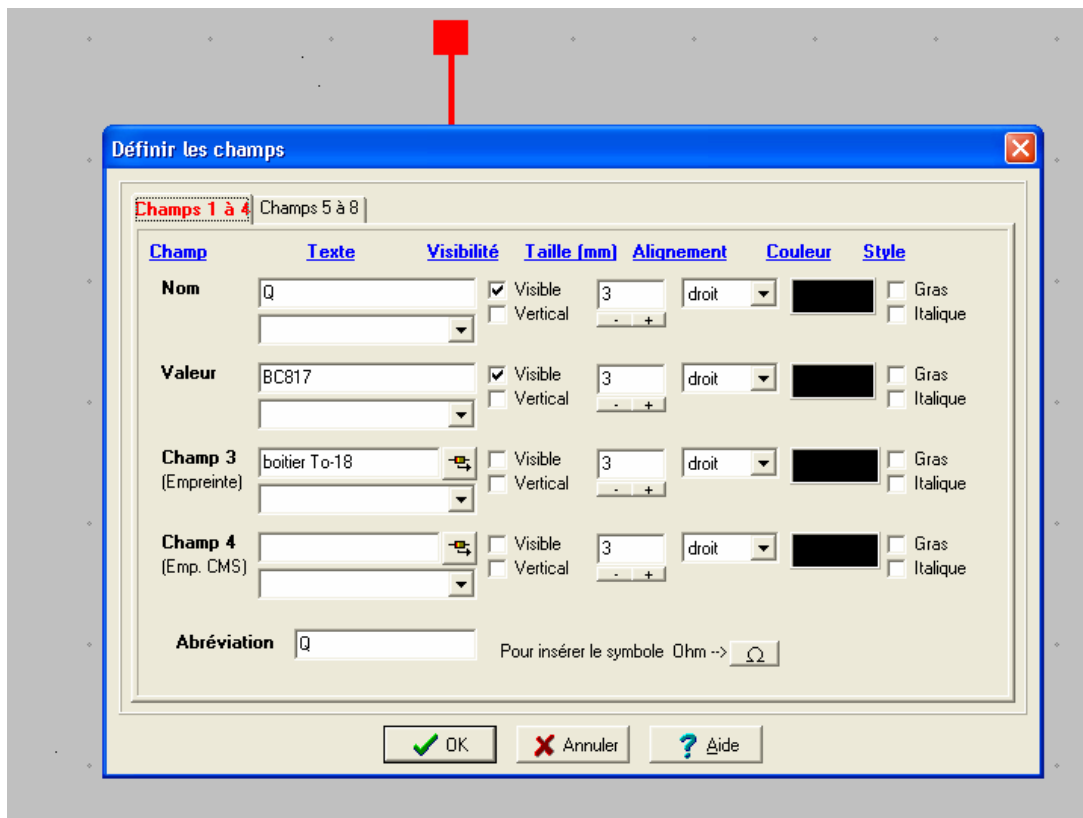 Définir les champs
Champs 1 à 4 Champs 5 à 8
Champ Texte Visibilité Taille (mm) Alignement Couleur Style
Nom Q Visible 3 droit Gras
Vertical - + Italique
Valeur BC817 Visible 3 droit Gras
Vertical - + Italique
Champ 3 boitier To-18 Visible 3 droit Gras
(Empreinte) Vertical - + Italique
Champ 4 Visible 3 droit Gras
(Emp. CMS) Vertical - + Italique
Abréviation Q Pour insérer le symbole Ohm --> Ω
OK Annuler ? Aide